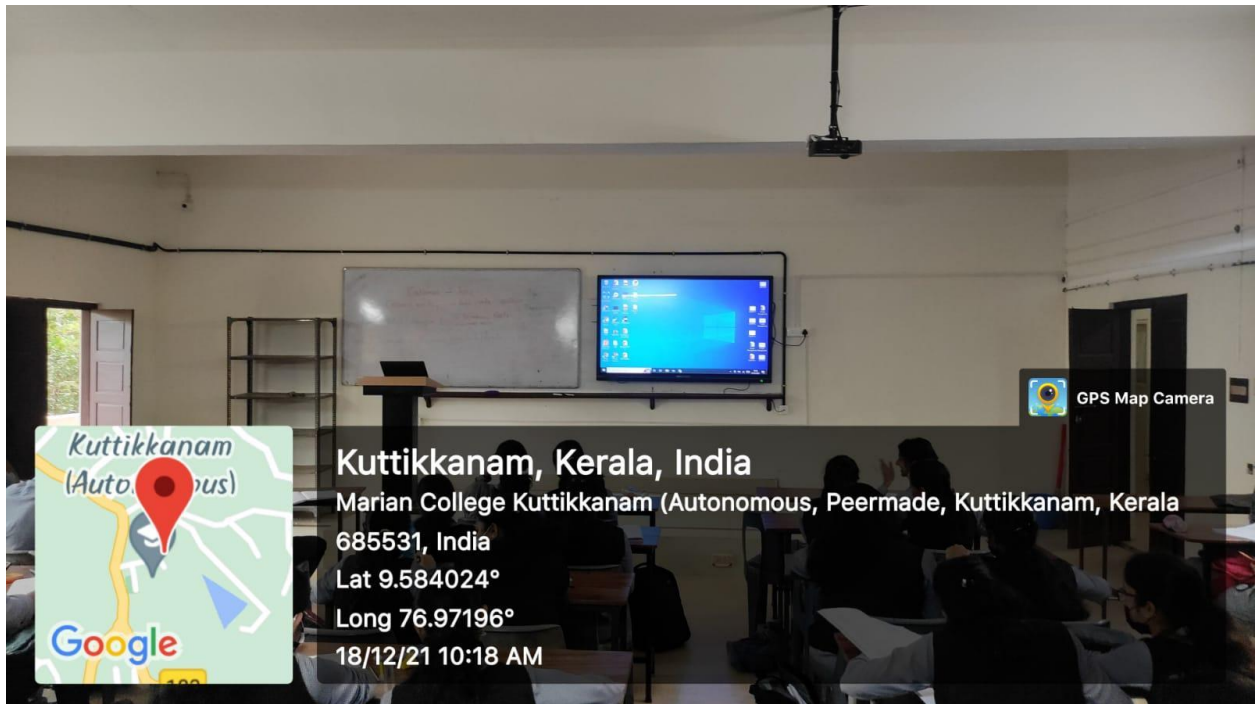 GPS Map Camera
Kuttikkanam
(Auto pus)
Google
Kuttikkanam, Kerala, India
Marian College Kuttikkanam (Autonomous, Peermade, Kuttikkanam, Kerala
685531, India
Lat 9.584024°
Long 76.97196°
18/12/21 10:18 AM